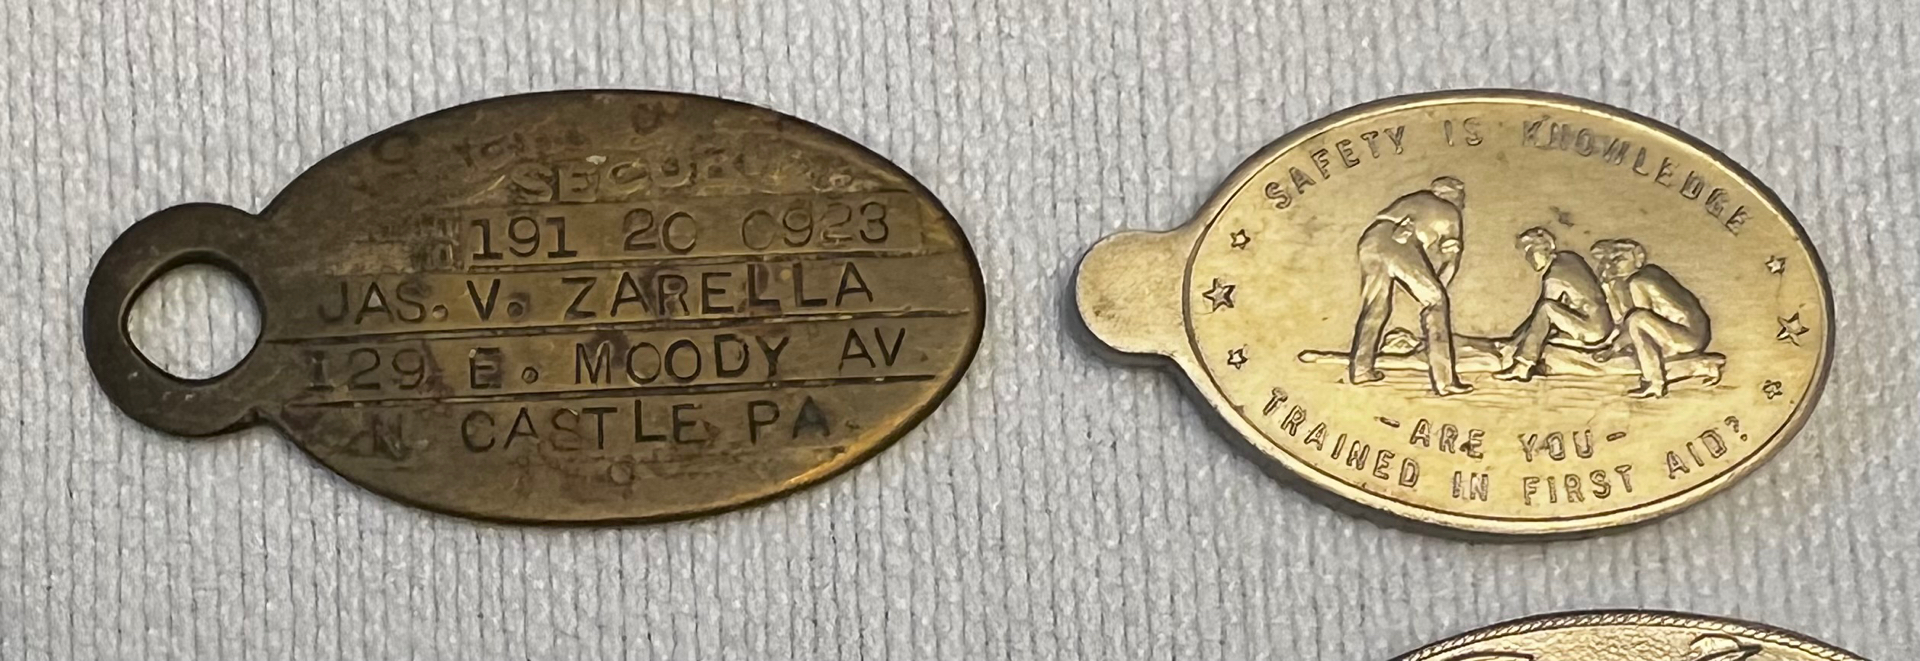 SECURITY
191 20 0923
JAS. V. ZARELLA
129 E. MOODY AV
N CASTLE PA.
SAFETY IS KNOWLEDGE
-ARE YOU-
TRAINED IN FIRST AID?